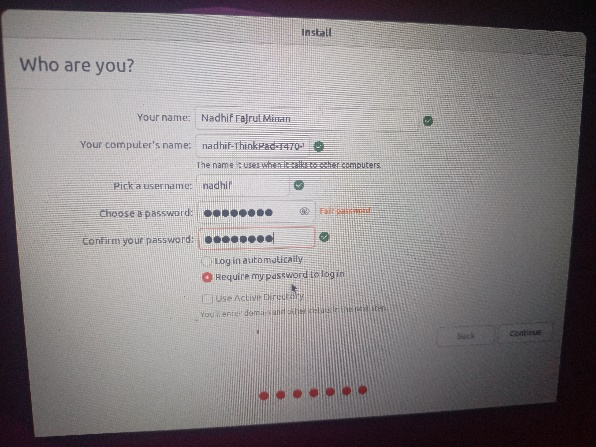 Install
Who are you?
Your name: Nadhif Fajrul Minan
Your computer's name: nadhif-ThinkPad-T470-
The name it uses when it talks to other computers.
Pick a username: nadhif
Choose a password: ●●●●●●●● Fair password
Confirm your password: ●●●●●●●●
Log in automatically
Require my password to log in
Use Active Directory
You'll enter domain and other details in the next step.
Back Continue